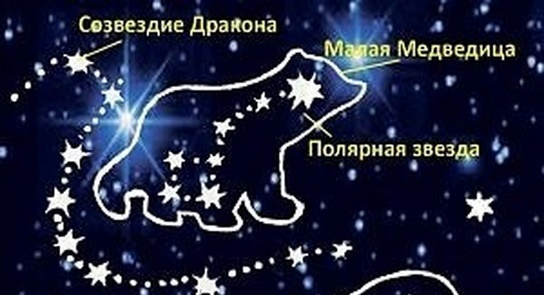 Созвездие Дракона
Малая Медведица
Полярная звезда